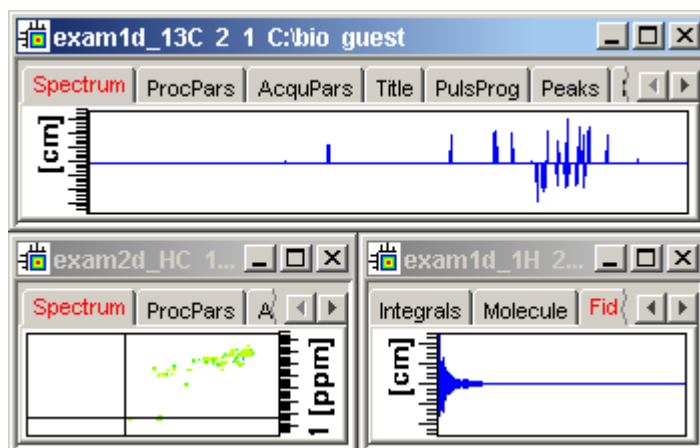 exam1d_13C 2 1 C:\bio guest
Spectrum ProcPars AcquPars Title PulsProg Peaks
[cm]
exam2d_HC 1...
Spectrum ProcPars A
1 [ppm]
exam1d_1H 2...
Integrals Molecule Fid
[cm]